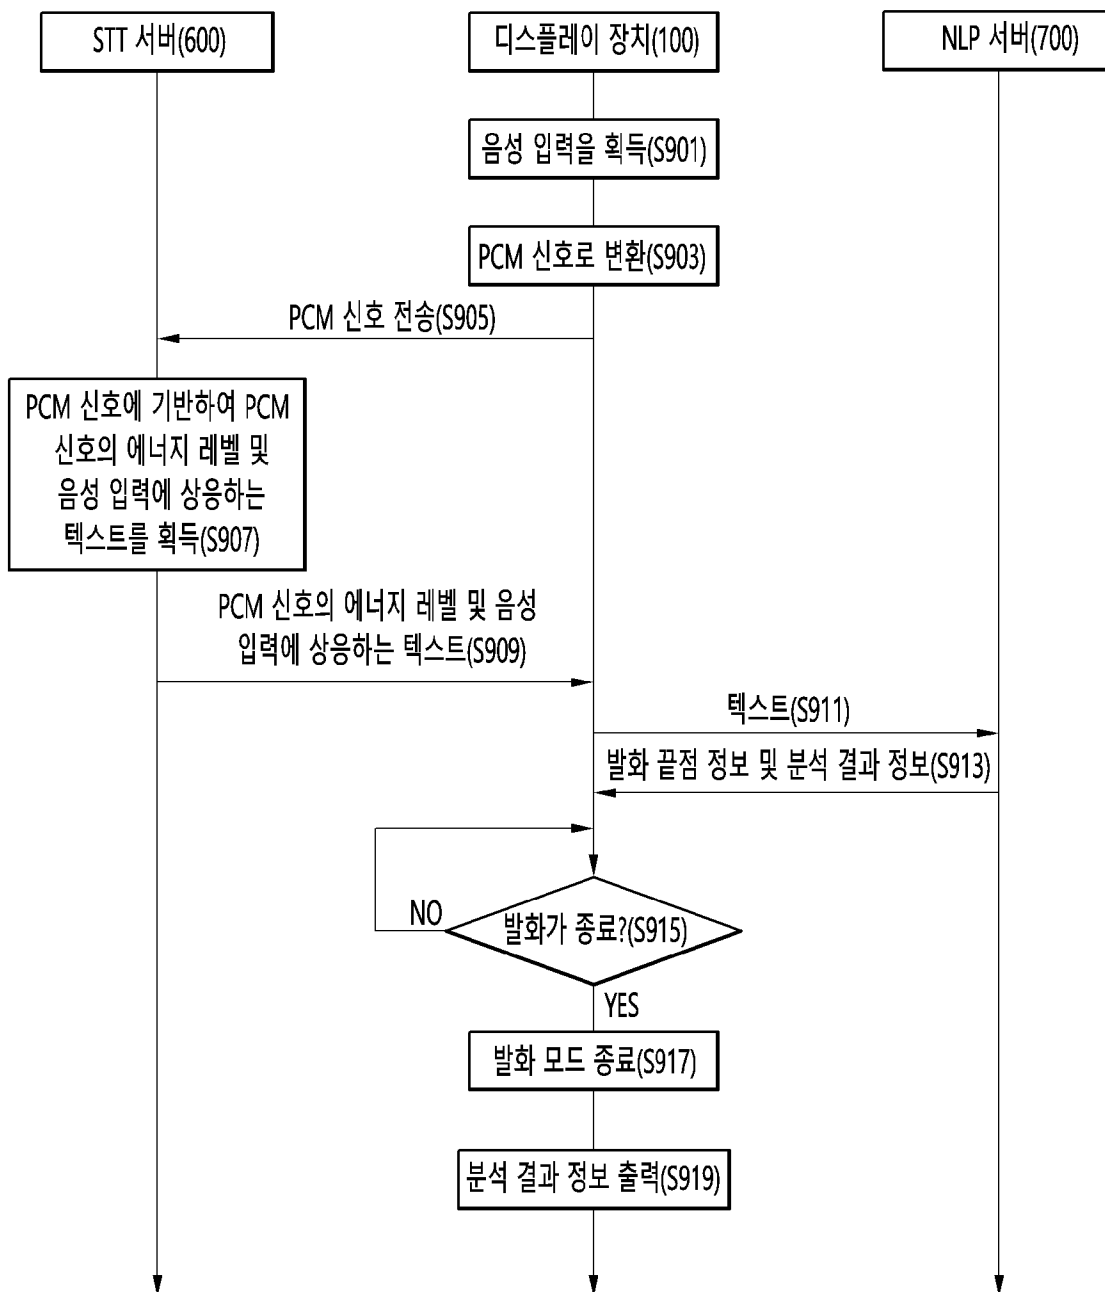 STT 서버(600)
디스플레이 장치(100)
NLP 서버(700)
음성 입력을 획득(S901)
PCM 신호로 변환(S903)
PCM 신호 전송(S905)
PCM 신호에 기반하여 PCM
신호의 에너지 레벨 및
음성 입력에 상응하는
텍스트를 획득(S907)
PCM 신호의 에너지 레벨 및 음성
입력에 상응하는 텍스트(S909)
텍스트(S911)
발화 끝점 정보 및 분석 결과 정보(S913)
NO
발화가 종료?(S915)
YES
발화 모드 종료(S917)
분석 결과 정보 출력(S919)